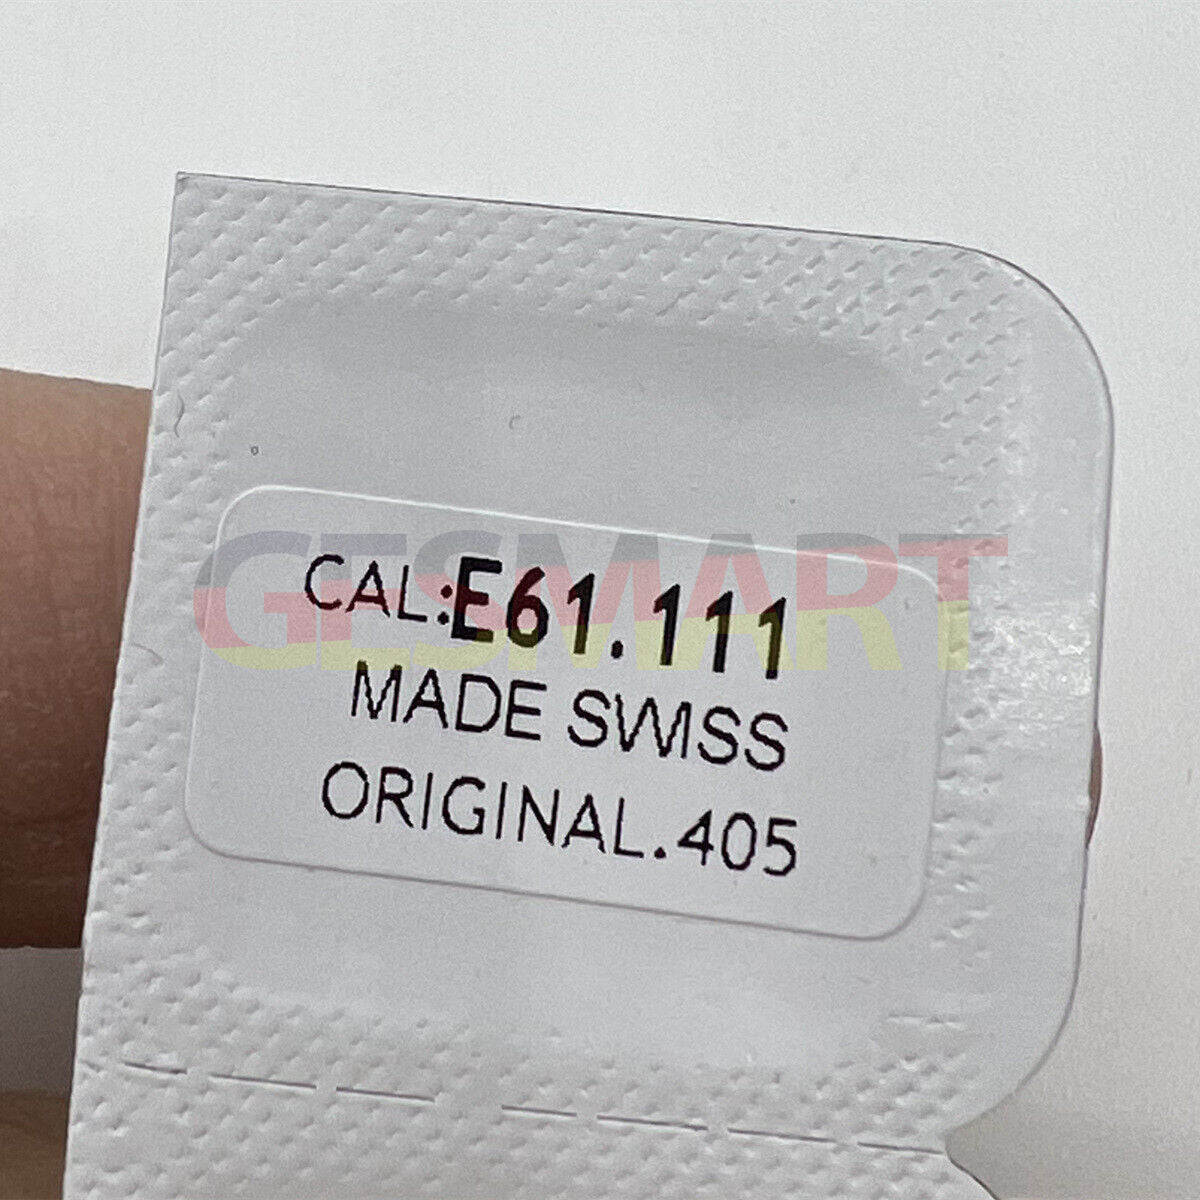 GESMART
CAL:E61.111
MADE SWISS
ORIGINAL.405